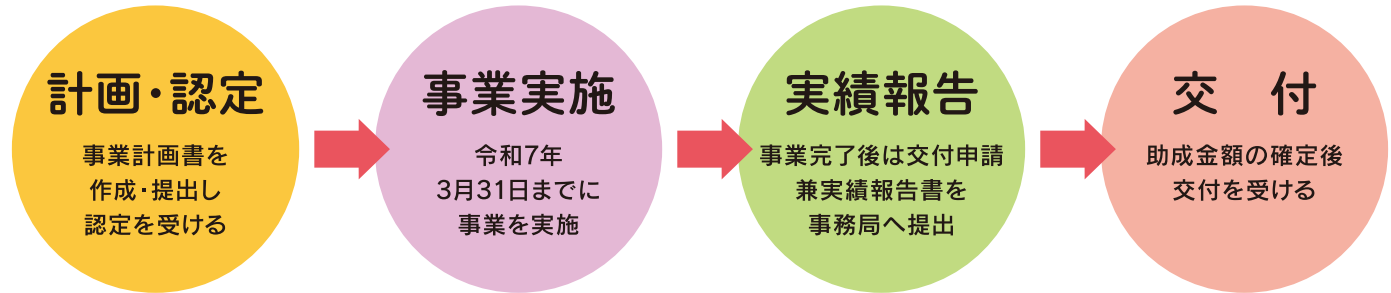 計画・認定
事業計画書を
作成・提出し
認定を受ける
事業実施
令和7年
3月31日までに
事業を実施
実績報告
事業完了後は交付申請
兼実績報告書を
事務局へ提出
交　付
助成金額の確定後
交付を受ける